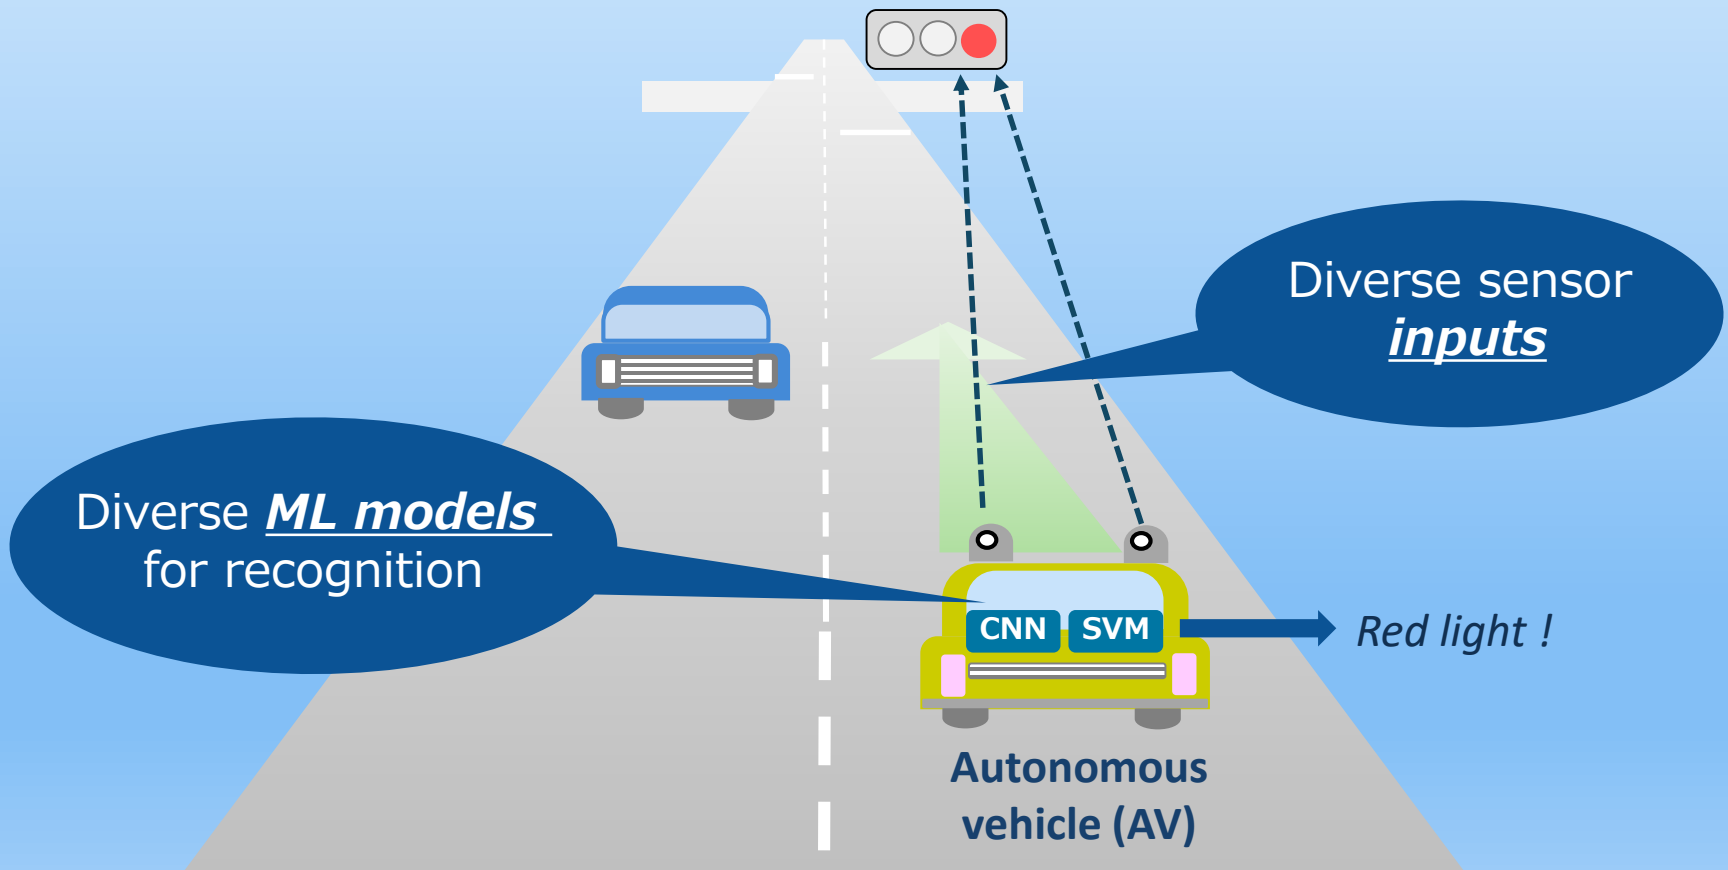 Diverse sensor
inputs
Diverse ML models
for recognition
CNN
SVM
Red light !
Autonomous
vehicle (AV)